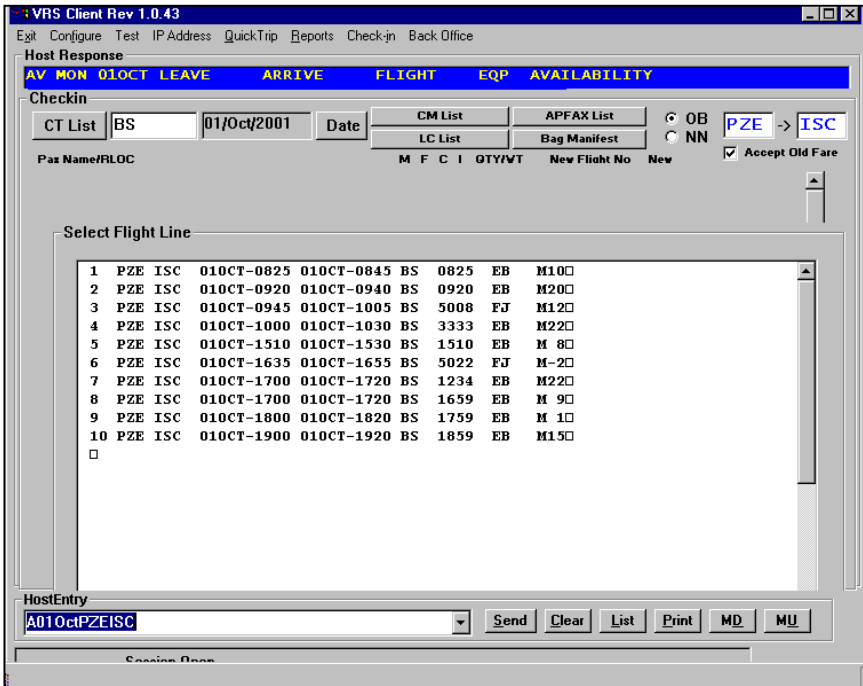 VRS Client Rev 1.0.43
Exit Configure Test IP Address QuickTrip Reports Check-in Back Office
Host Response
AV MON 01OCT LEAVE ARRIVE FLIGHT EQP AVAILABILITY
Checkin
CT List BS 01/Oct/2001 Date CM List APFAX List OB PZE -> ISC
LC List Bag Manifest NN
Pax Name/RLOC M F C I QTY/WT New Flight No New Accept Old Fare
Select Flight Line
1 PZE ISC 01OCT-0825 01OCT-0845 BS 0825 EB M10
2 PZE ISC 01OCT-0920 01OCT-0940 BS 0920 EB M20
3 PZE ISC 01OCT-0945 01OCT-1005 BS 5008 FJ M12
4 PZE ISC 01OCT-1000 01OCT-1030 BS 3333 EB M22
5 PZE ISC 01OCT-1510 01OCT-1530 BS 1510 EB M 8
6 PZE ISC 01OCT-1635 01OCT-1655 BS 5022 FJ M-2
7 PZE ISC 01OCT-1700 01OCT-1720 BS 1234 EB M22
8 PZE ISC 01OCT-1700 01OCT-1720 BS 1659 EB M 9
9 PZE ISC 01OCT-1800 01OCT-1820 BS 1759 EB M 1
10 PZE ISC 01OCT-1900 01OCT-1920 BS 1859 EB M15
HostEntry
A01OctPZEISC Send Clear List Print MD MU
Session Open